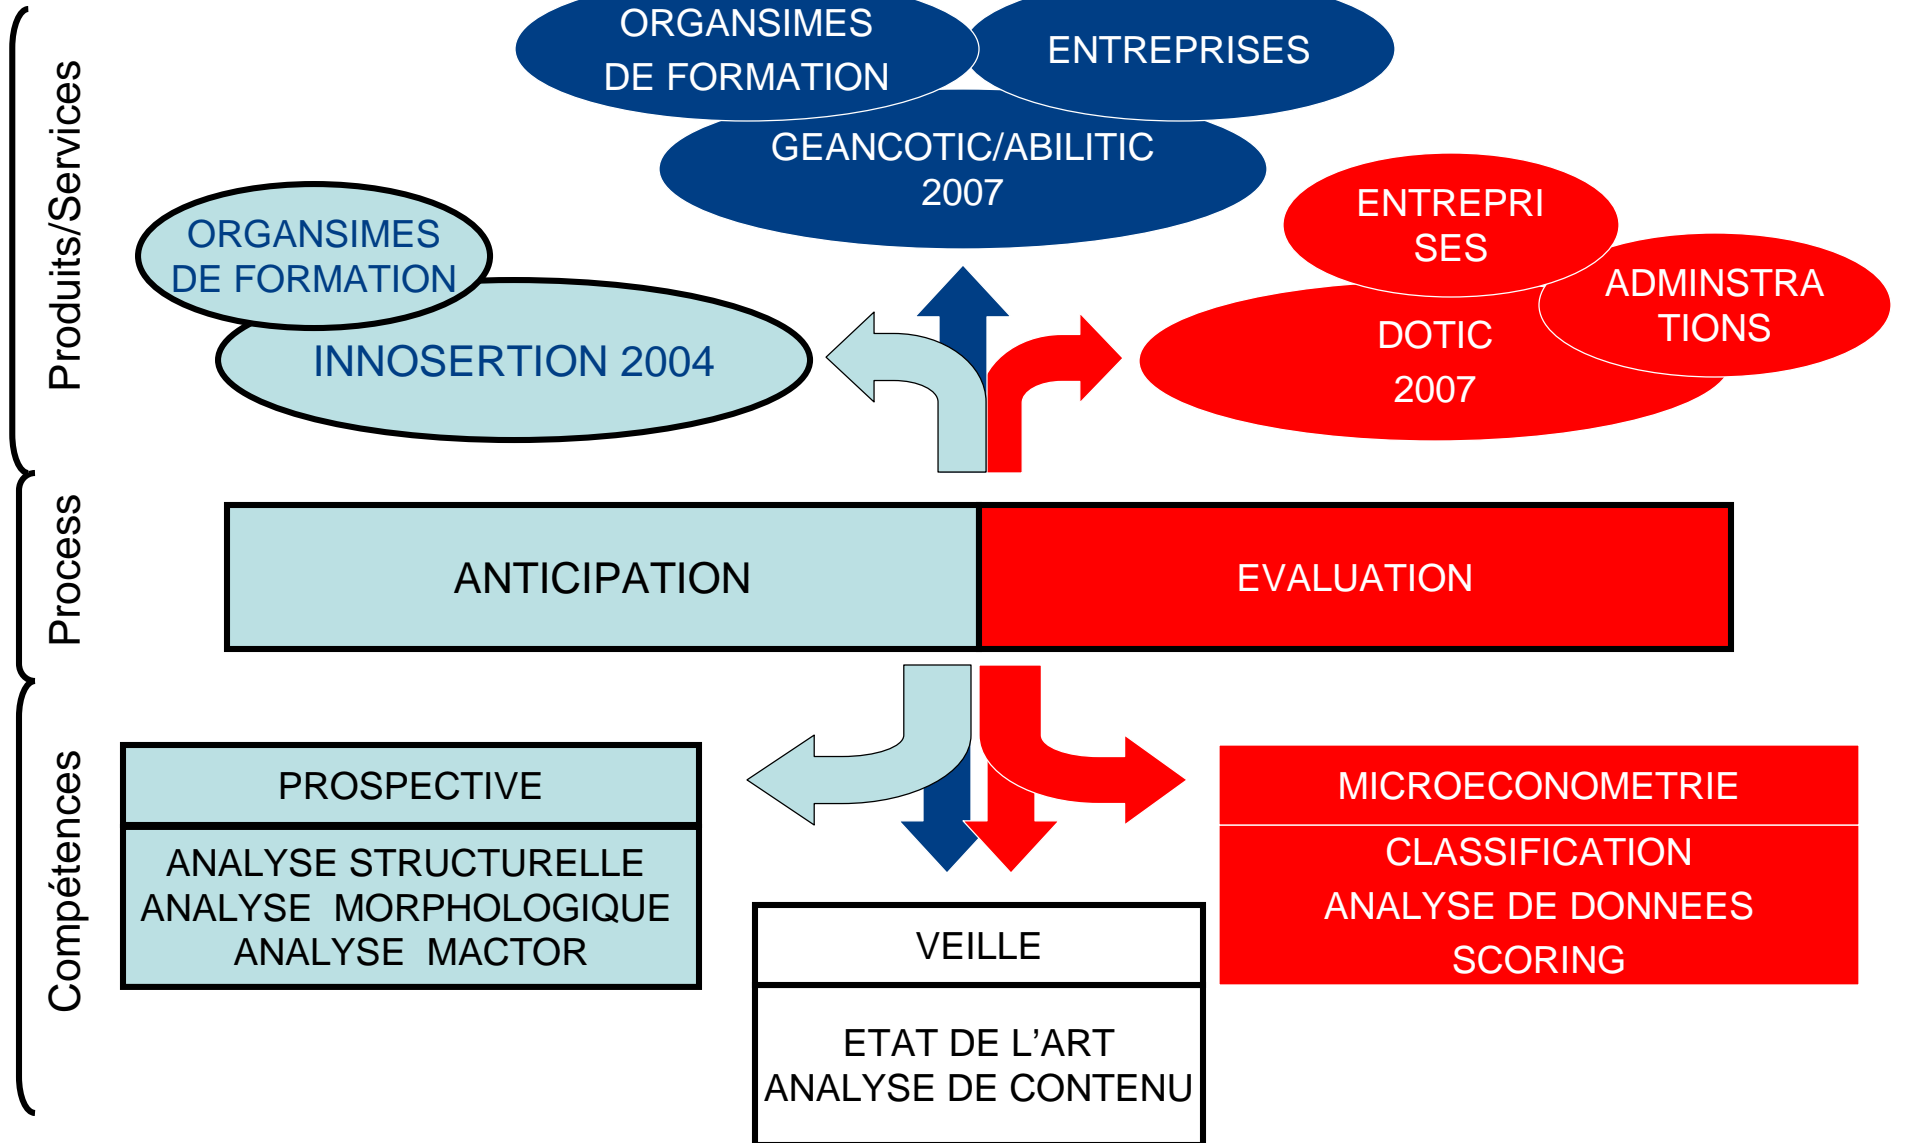 Produits/Services
ORGANSIMES
DE FORMATION
ENTREPRISES
GEANCOTIC/ABILITIC
2007
ORGANSIMES
DE FORMATION
INNOSERTION 2004
ENTREPRI
SES
ADMINSTRA
TIONS
DOTIC
2007
Process
ANTICIPATION
EVALUATION
Compétences
PROSPECTIVE
ANALYSE STRUCTURELLE
ANALYSE  MORPHOLOGIQUE
ANALYSE  MACTOR
VEILLE
ETAT DE L’ART
ANALYSE DE CONTENU
MICROECONOMETRIE
CLASSIFICATION
ANALYSE DE DONNEES
SCORING